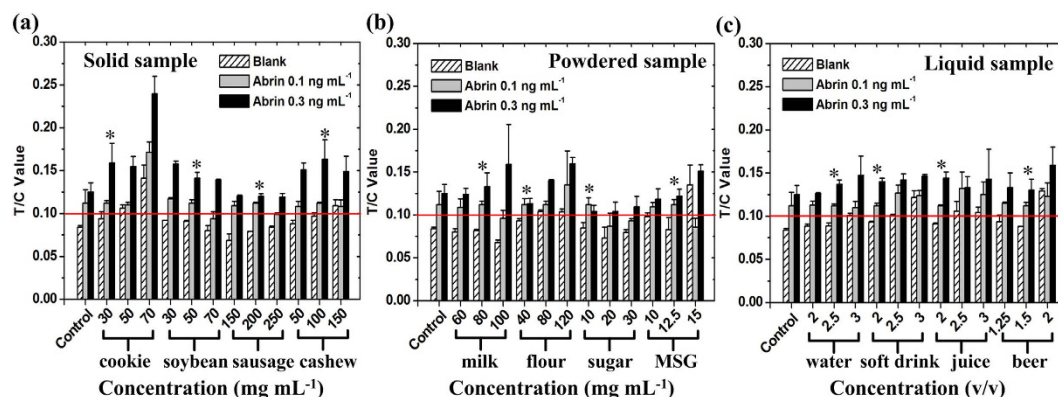 (a)
Solid sample
Blank
Abrin 0.1 ng mL⁻¹
Abrin 0.3 ng mL⁻¹
T/C Value
0.30
0.25
0.20
0.15
0.10
0.05
0.00
* * * *
Control 30 50 70 30 50 70 150 200 250 50 100 150
cookie soybean sausage cashew
Concentration (mg mL⁻¹)
(b)
Powdered sample
Blank
Abrin 0.1 ng mL⁻¹
Abrin 0.3 ng mL⁻¹
T/C Value
0.30
0.25
0.20
0.15
0.10
0.05
0.00
* * * *
Control 60 80 100 40 80 120 10 20 30 10 12.5 15
milk flour sugar MSG
Concentration (mg mL⁻¹)
(c)
Liquid sample
Blank
Abrin 0.1 ng mL⁻¹
Abrin 0.3 ng mL⁻¹
T/C Value
0.30
0.25
0.20
0.15
0.10
0.05
0.00
* * * *
Control 2 2.5 3 2 2.5 3 2 2.5 3 1.25 1.5 2
water soft drink juice beer
Concentration (v/v)